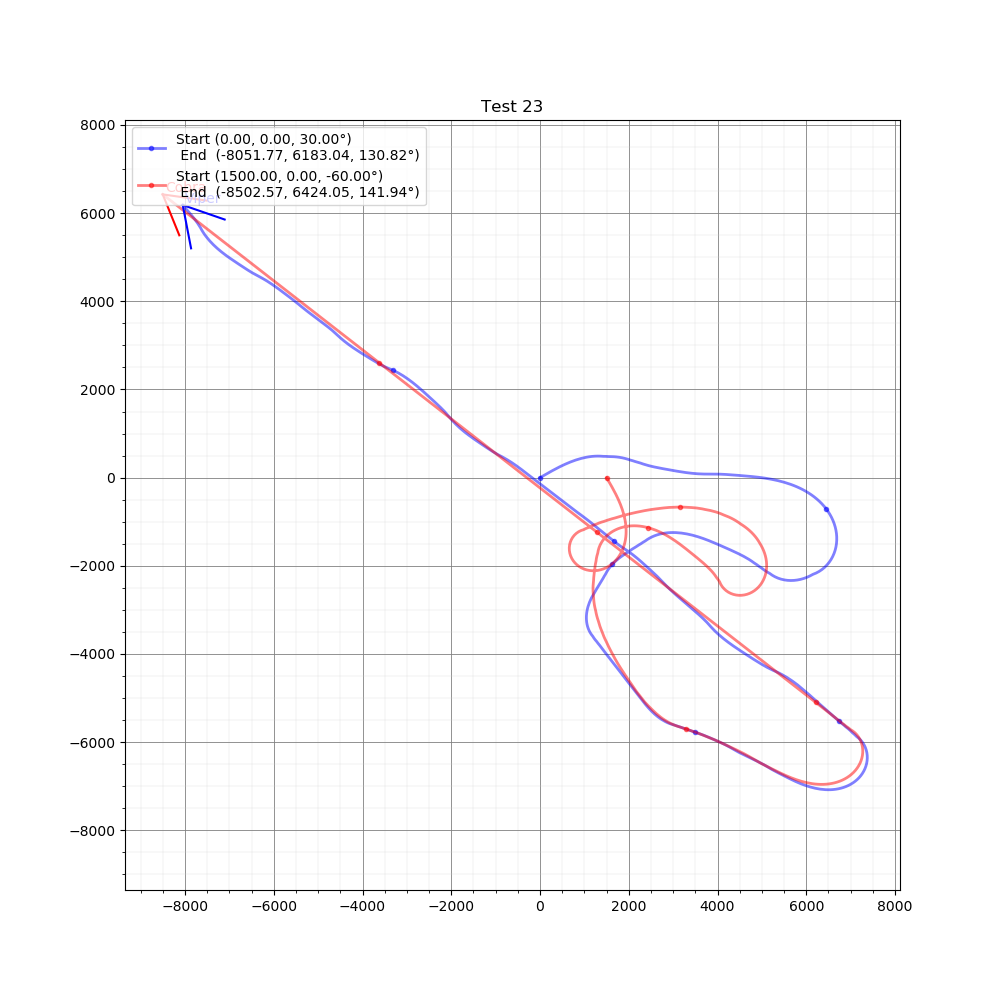 Test 23
Start (0.00, 0.00, 30.00°)
End  (-8051.77, 6183.04, 130.82°)
Start (1500.00, 0.00, -60.00°)
End  (-8502.57, 6424.05, 141.94°)
8000
6000
4000
2000
0
−2000
−4000
−6000
−8000
−8000 −6000 −4000 −2000 0 2000 4000 6000 8000